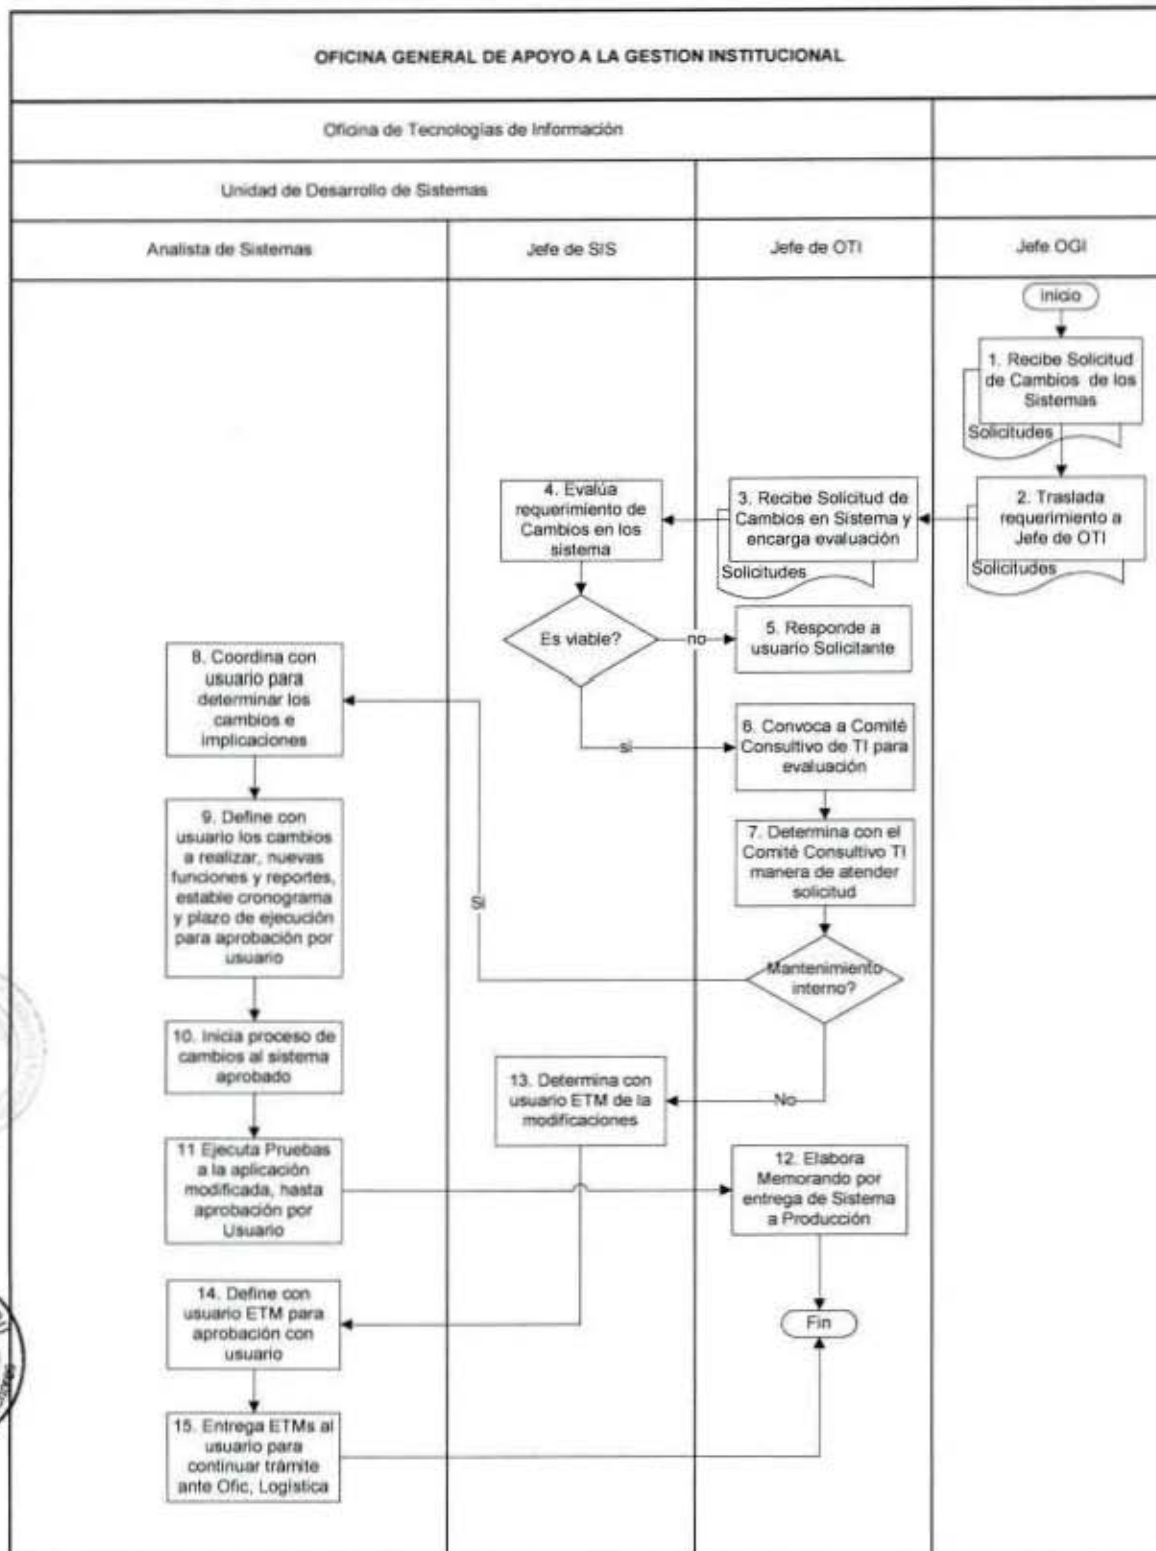 OFICINA GENERAL DE APOYO A LA GESTION INSTITUCIONAL
Oficina de Tecnologías de Información
Unidad de Desarrollo de Sistemas
Analista de Sistemas
Jefe de SIS
Jefe de OTI
Jefe OGI
Inicio
1. Recibe Solicitud
de Cambios de los
Sistemas
Solicitudes
2. Traslada
requerimiento a
Jefe de OTI
Solicitudes
3. Recibe Solicitud de
Cambios en Sistema y
encarga evaluación
Solicitudes
4. Evalúa
requerimiento de
Cambios en los
sistema
Es viable?
no
5. Responde a
usuario Solicitante
si
6. Convoca a Comité
Consultivo de TI para
evaluación
7. Determina con el
Comité Consultivo TI
manera de atender
solicitud
Mantenimiento
interno?
Si
No
8. Coordina con
usuario para
determinar los
cambios e
implicaciones
9. Define con
usuario los cambios
a realizar, nuevas
funciones y reportes,
estable cronograma
y plazo de ejecución
para aprobación por
usuario
10. Inicia proceso de
cambios al sistema
aprobado
11 Ejecuta Pruebas
a la aplicación
modificada, hasta
aprobación por
Usuario
12. Elabora
Memorando por
entrega de Sistema
a Producción
13. Determina con
usuario ETM de la
modificaciones
14. Define con
usuario ETM para
aprobación con
usuario
15. Entrega ETMs al
usuario para
continuar trámite
ante Ofic, Logística
Fin